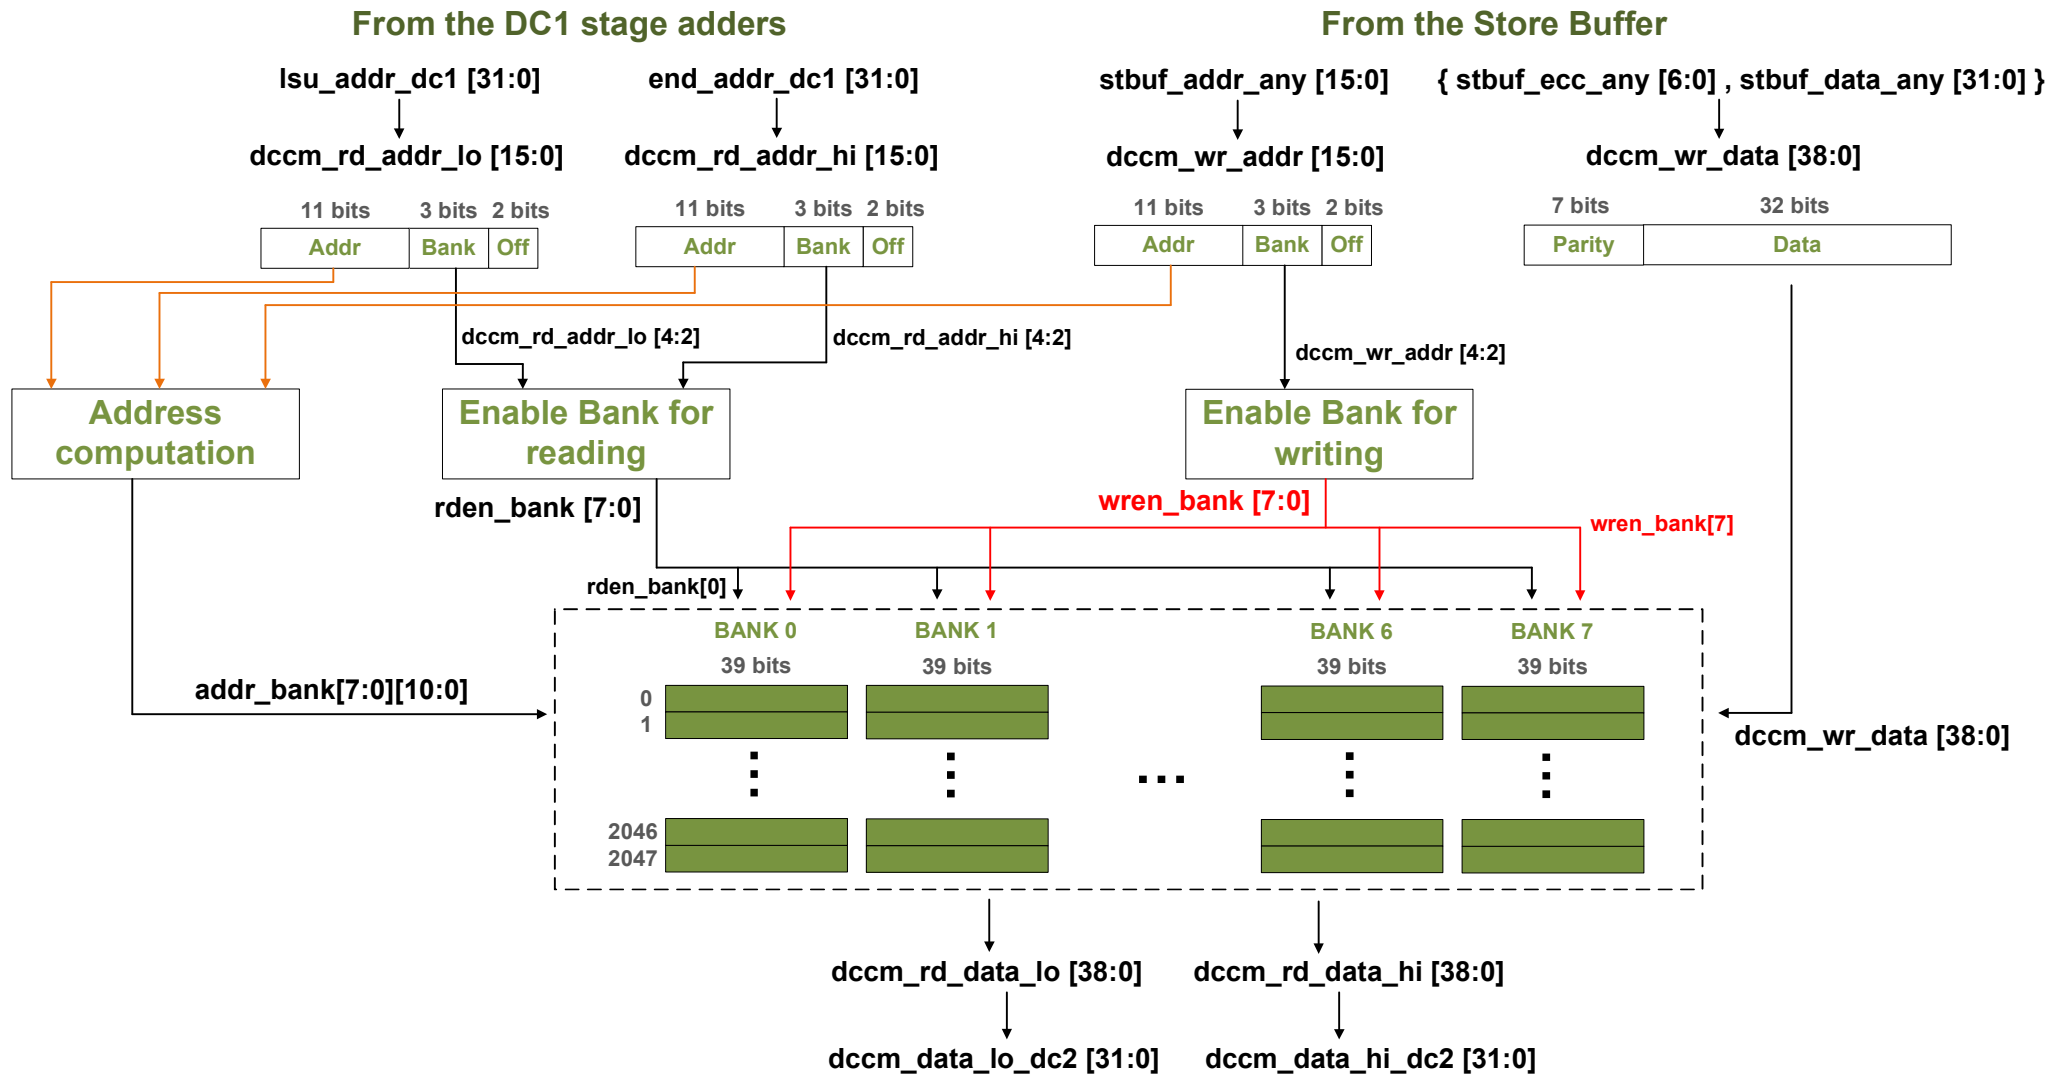 From the DC1 stage adders
From the Store Buffer
lsu_addr_dc1 [31:0]
end_addr_dc1 [31:0]
stbuf_addr_any [15:0]
{ stbuf_ecc_any [6:0] , stbuf_data_any [31:0] }
dccm_rd_addr_lo [15:0]
dccm_rd_addr_hi [15:0]
dccm_wr_addr [15:0]
dccm_wr_data [38:0]
11 bits 3 bits 2 bits
11 bits 3 bits 2 bits
11 bits 3 bits 2 bits
7 bits 32 bits
Addr Bank Off
Addr Bank Off
Addr Bank Off
Parity Data
dccm_rd_addr_lo [4:2]
dccm_rd_addr_hi [4:2]
dccm_wr_addr [4:2]
Address
computation
Enable Bank for
reading
Enable Bank for
writing
rden_bank [7:0]
wren_bank [7:0]
wren_bank[7]
rden_bank[0]
BANK 0
BANK 1
BANK 6
BANK 7
39 bits
39 bits
39 bits
39 bits
addr_bank[7:0][10:0]
0
1
...
dccm_wr_data [38:0]
2046
2047
dccm_rd_data_lo [38:0]
dccm_rd_data_hi [38:0]
dccm_data_lo_dc2 [31:0]
dccm_data_hi_dc2 [31:0]